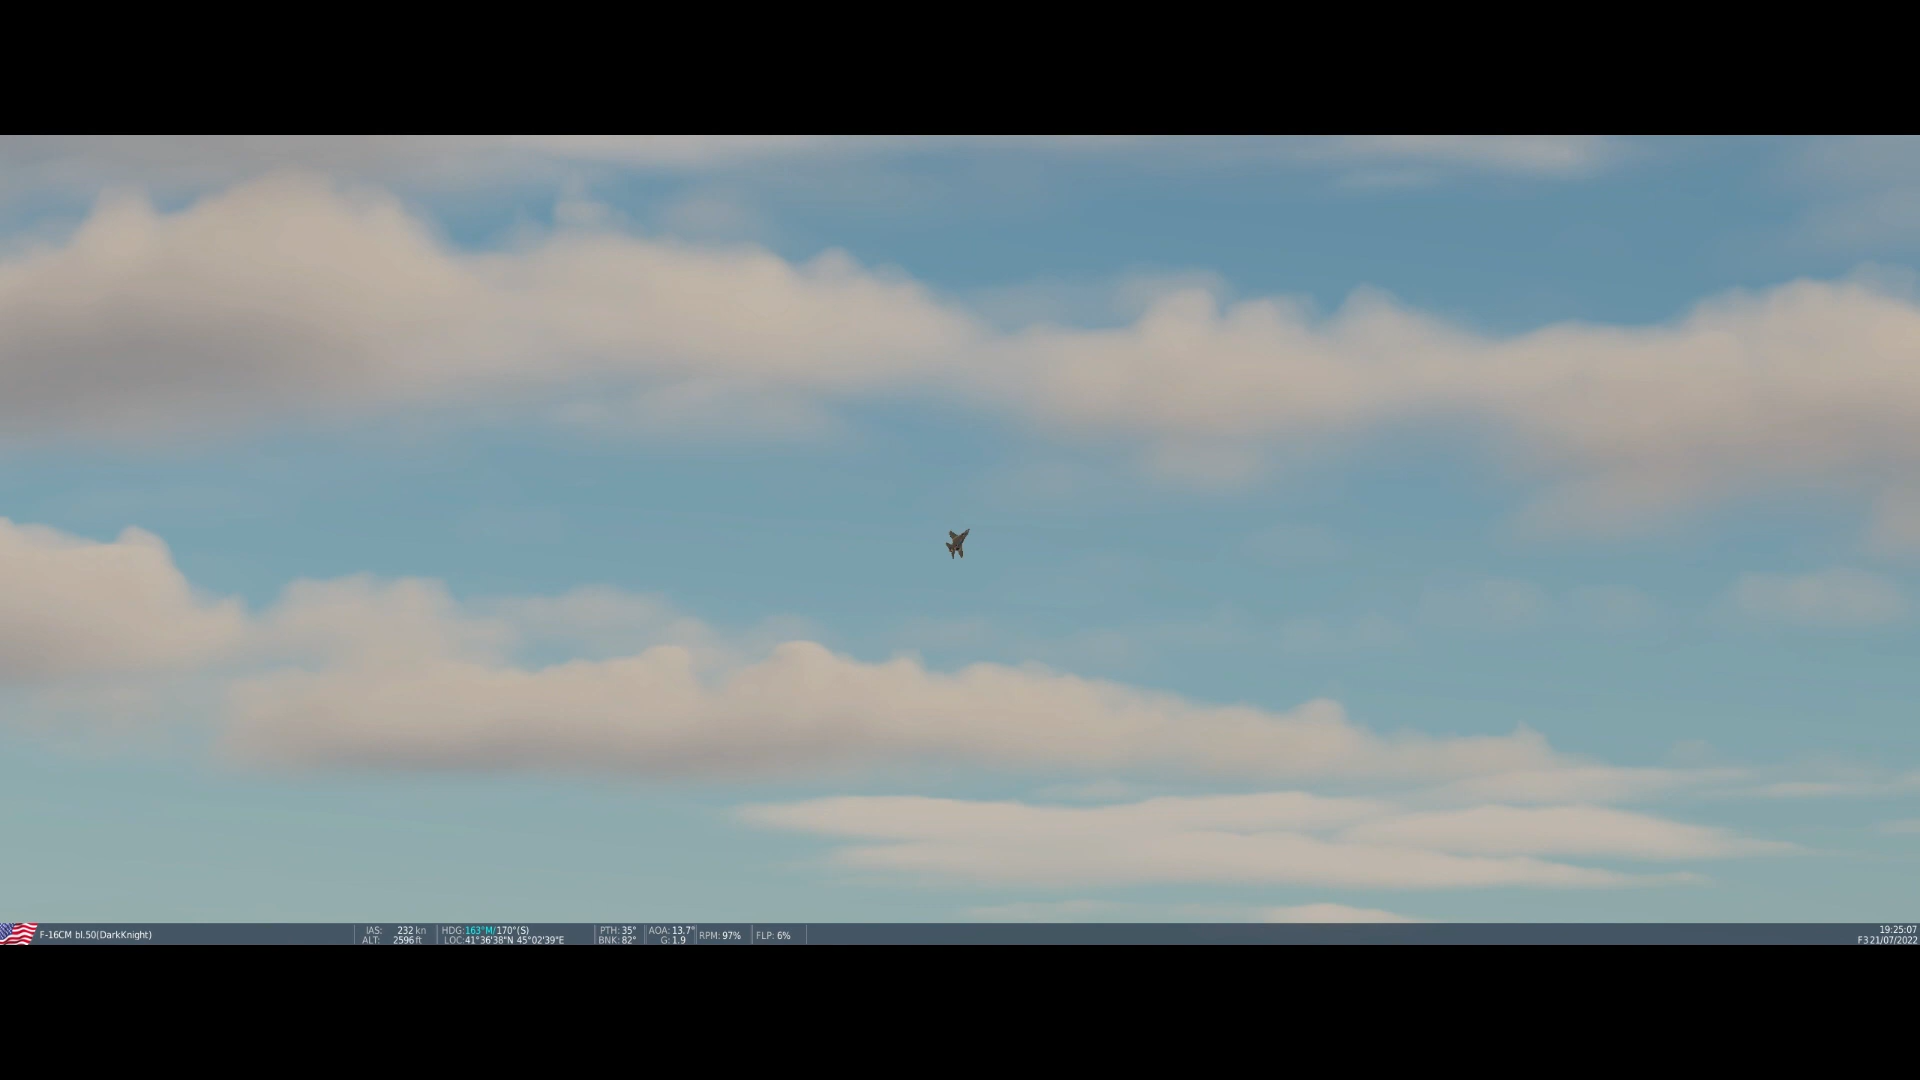 F-16CM bl.50(DarkKnight)
IAS: 232 kn
ALT: 2596 ft
HDG:163°M/170°(S)
LOC:41°36'38"N 45°02'39"E
PTH: 35°
BNK: 82°
AOA: 13.7°
G: 1.9
RPM: 97%
FLP: 6%
19:25:07
F3 21/07/2022